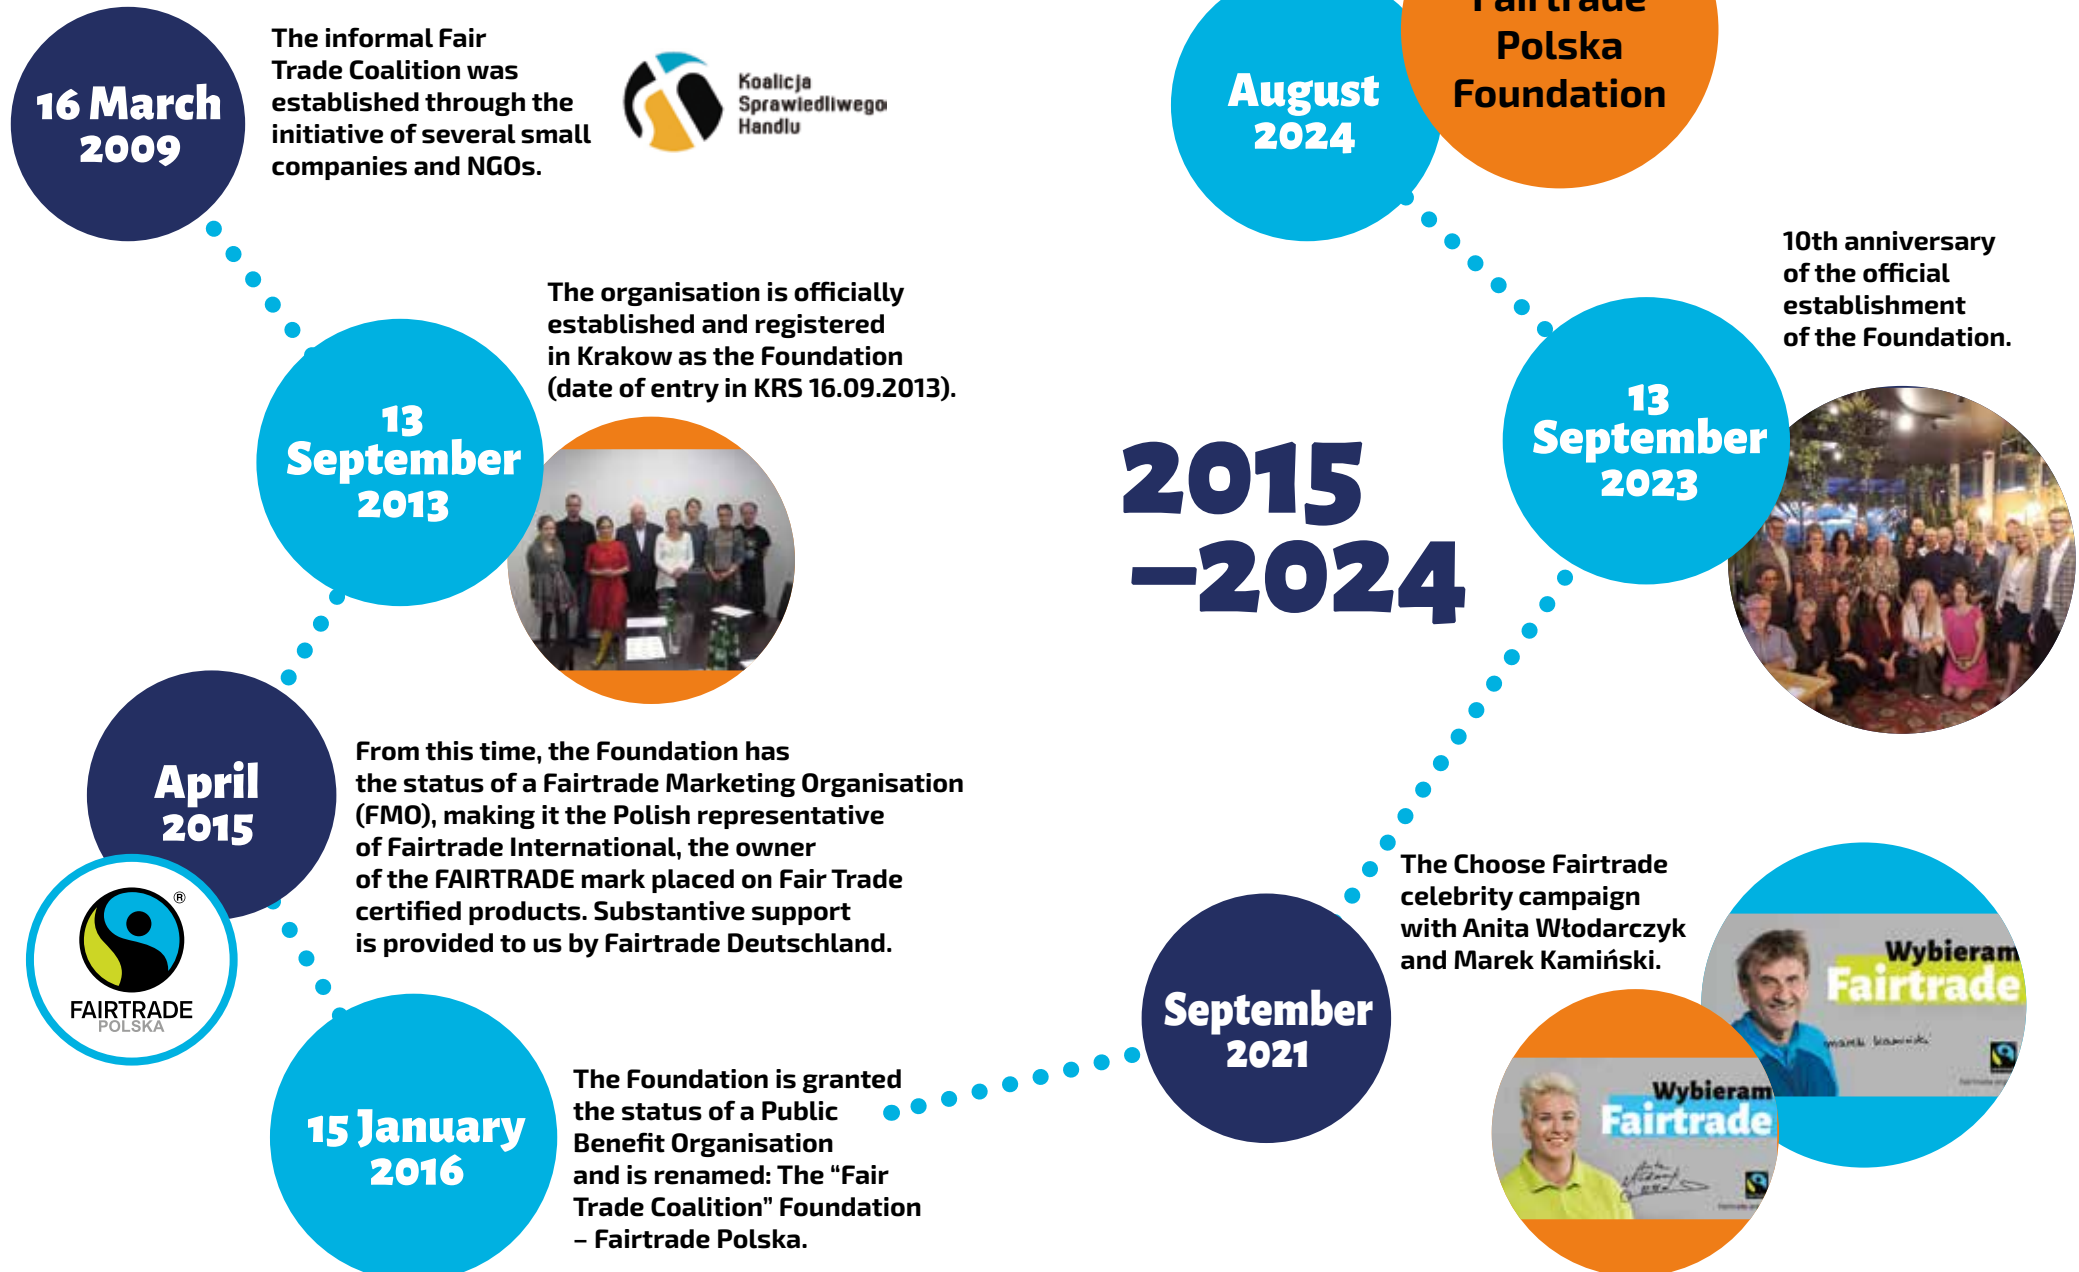 16 March
2009
The informal Fair
Trade Coalition was
established through the
initiative of several small
companies and NGOs.
Koalicja
Sprawiedliwego
Handlu
13
September
2013
The organisation is officially
established and registered
in Krakow as the Foundation
(date of entry in KRS 16.09.2013).
April
2015
From this time, the Foundation has
the status of a Fairtrade Marketing Organisation
(FMO), making it the Polish representative
of Fairtrade International, the owner
of the FAIRTRADE mark placed on Fair Trade
certified products. Substantive support
is provided to us by Fairtrade Deutschland.
®
FAIRTRADE
POLSKA
15 January
2016
The Foundation is granted
the status of a Public
Benefit Organisation
and is renamed: The “Fair
Trade Coalition” Foundation
– Fairtrade Polska.
2015
–2024
September
2021
The Choose Fairtrade
celebrity campaign
with Anita Włodarczyk
and Marek Kamiński.
Wybieram
Fairtrade
marek kamiński
Wybieram
Fairtrade
13
September
2023
10th anniversary
of the official
establishment
of the Foundation.
August
2024
Fairtrade
Polska
Foundation